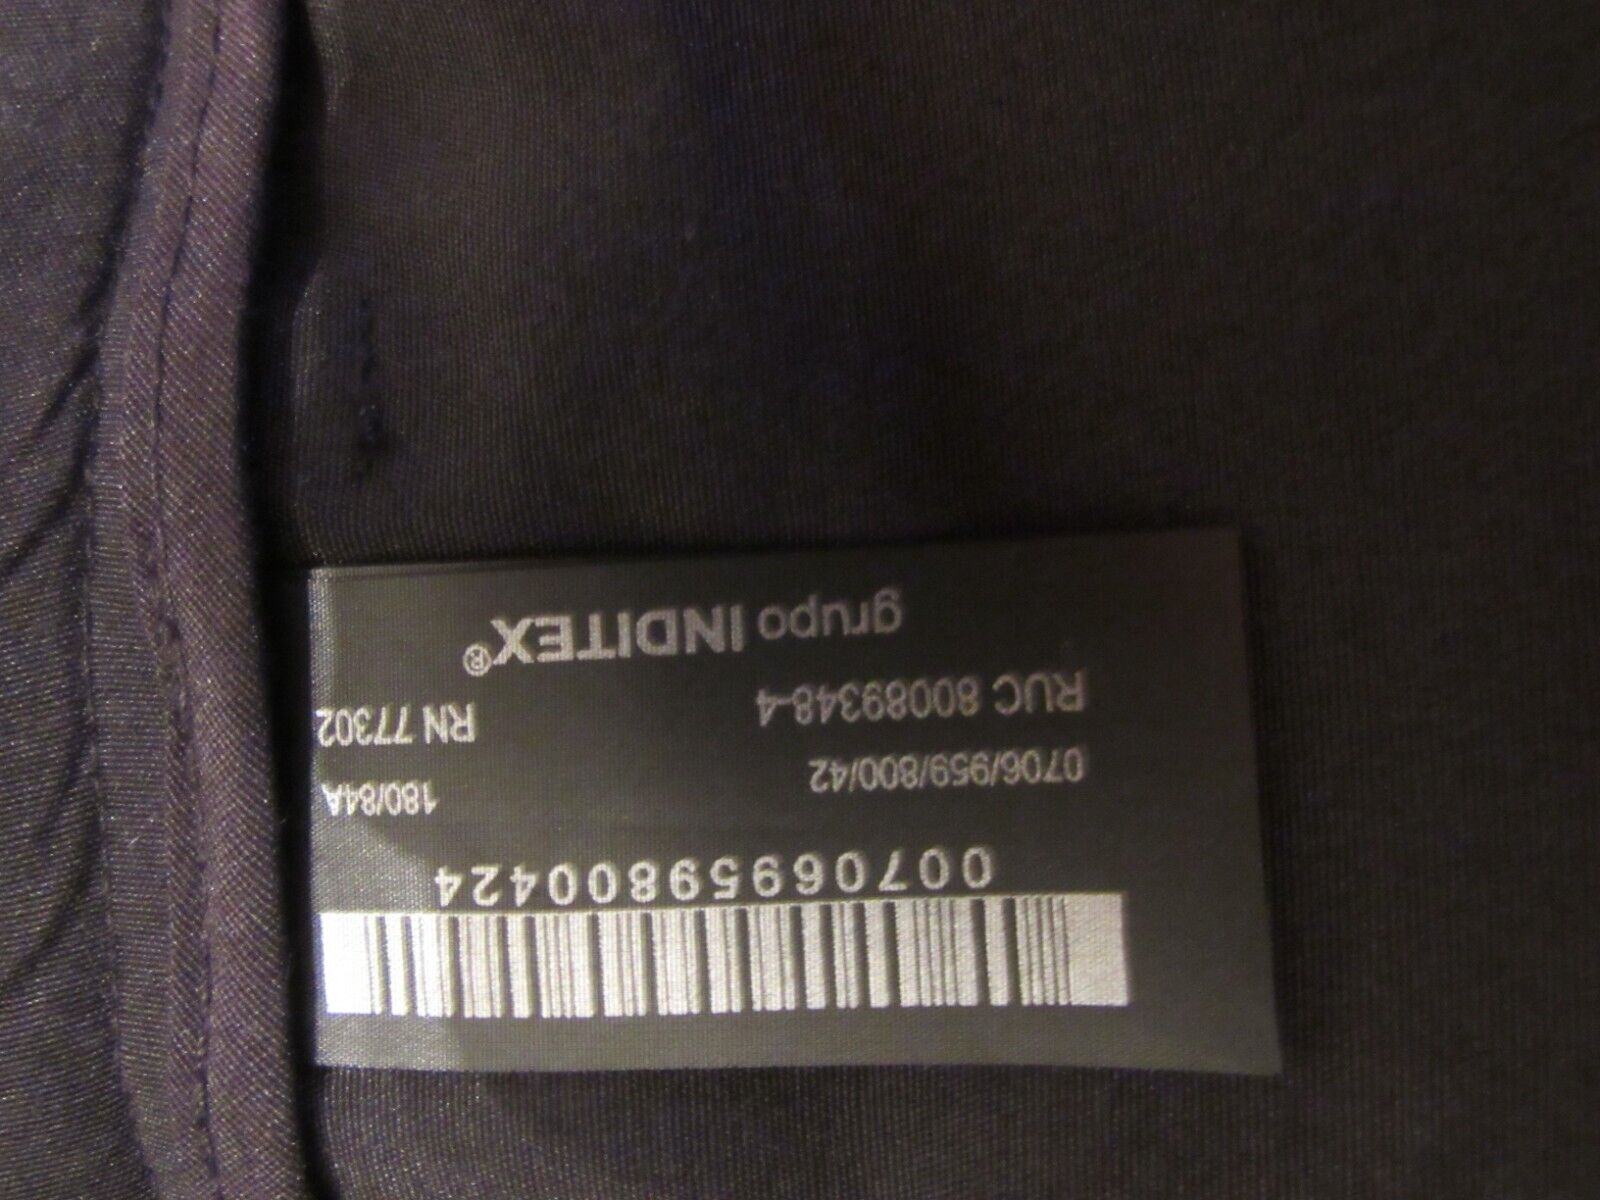 00706959800424
0706/959/800/42 180/84A
RUC 80089348-4 RN 77302
grupo INDITEX®